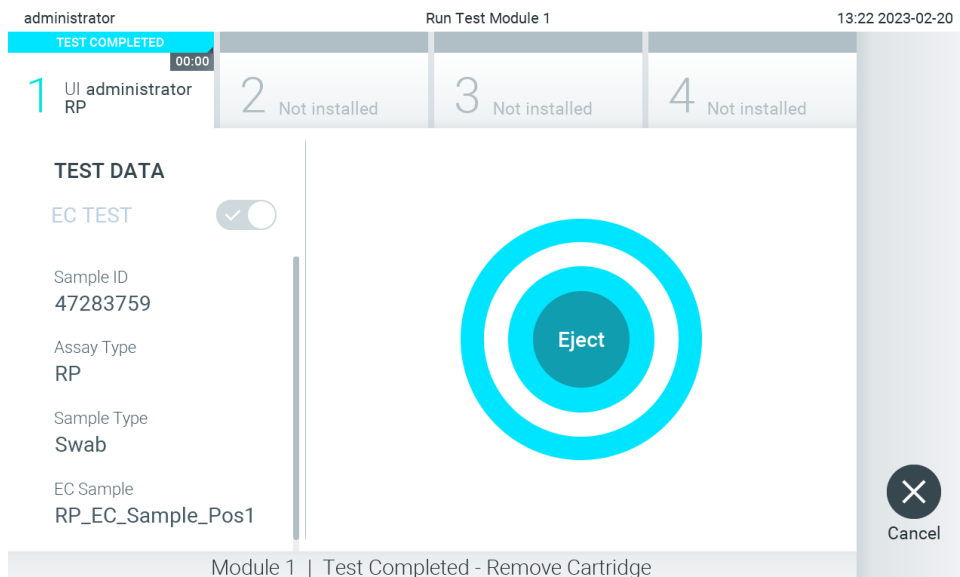 administrator
Run Test Module 1
13:22 2023-02-20
TEST COMPLETED
00:00
1
UI administrator
RP
2 Not installed
3 Not installed
4 Not installed
TEST DATA
EC TEST
Sample ID
47283759
Assay Type
RP
Sample Type
Swab
EC Sample
RP_EC_Sample_Pos1
Eject
Cancel
Module 1 | Test Completed - Remove Cartridge